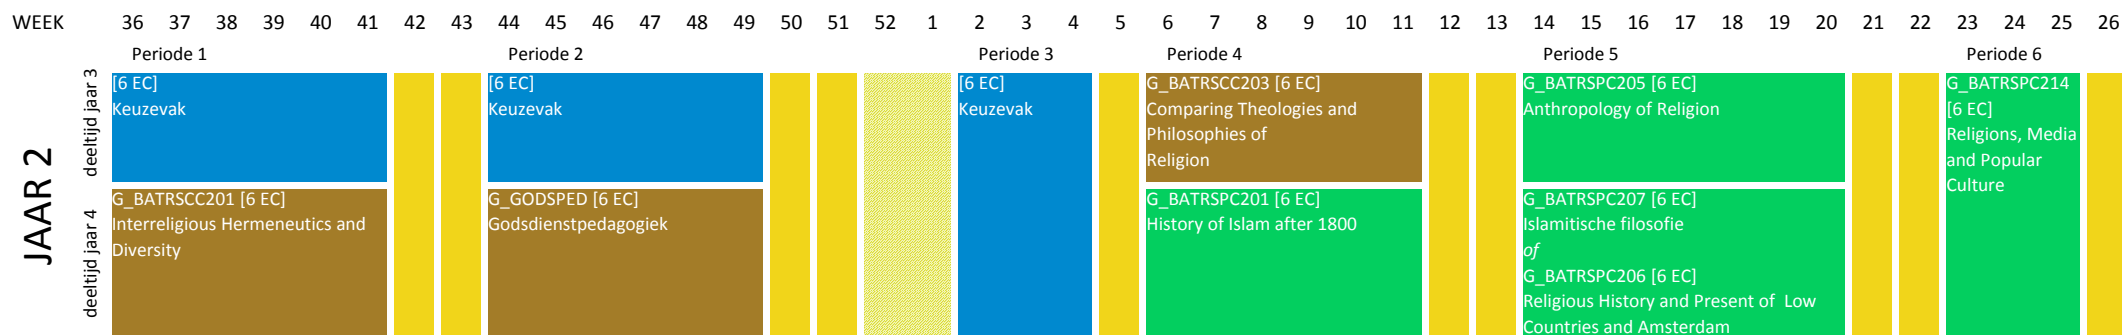 WEEK 36 37 38 39 40 41 42 43 44 45 46 47 48 49 50 51 52 1 2 3 4 5 6 7 8 9 10 11 12 13 14 15 16 17 18 19 20 21 22 23 24 25 26
Periode 1 Periode 2 Periode 3 Periode 4 Periode 5 Periode 6
JAAR 2
deeltijd jaar 3
[6 EC]
Keuzevak
[6 EC]
Keuzevak
[6 EC]
Keuzevak
G_BATRSCC203 [6 EC]
Comparing Theologies and
Philosophies of
Religion
G_BATRSPC205 [6 EC]
Anthropology of Religion
G_BATRSPC214
[6 EC]
Religions, Media
and Popular
Culture
deeltijd jaar 4
G_BATRSCC201 [6 EC]
Interreligious Hermeneutics and
Diversity
G_GODSPED [6 EC]
Godsdienstpedagogiek
G_BATRSPC201 [6 EC]
History of Islam after 1800
G_BATRSPC207 [6 EC]
Islamitische filosofie
of
G_BATRSPC206 [6 EC]
Religious History and Present of Low
Countries and Amsterdam